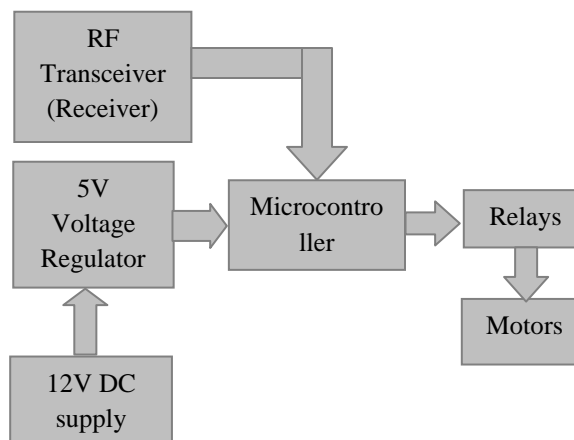 RF
Transceiver
(Receiver)
5V
Voltage
Regulator
Microcontro
ller
Relays
Motors
12V DC
supply